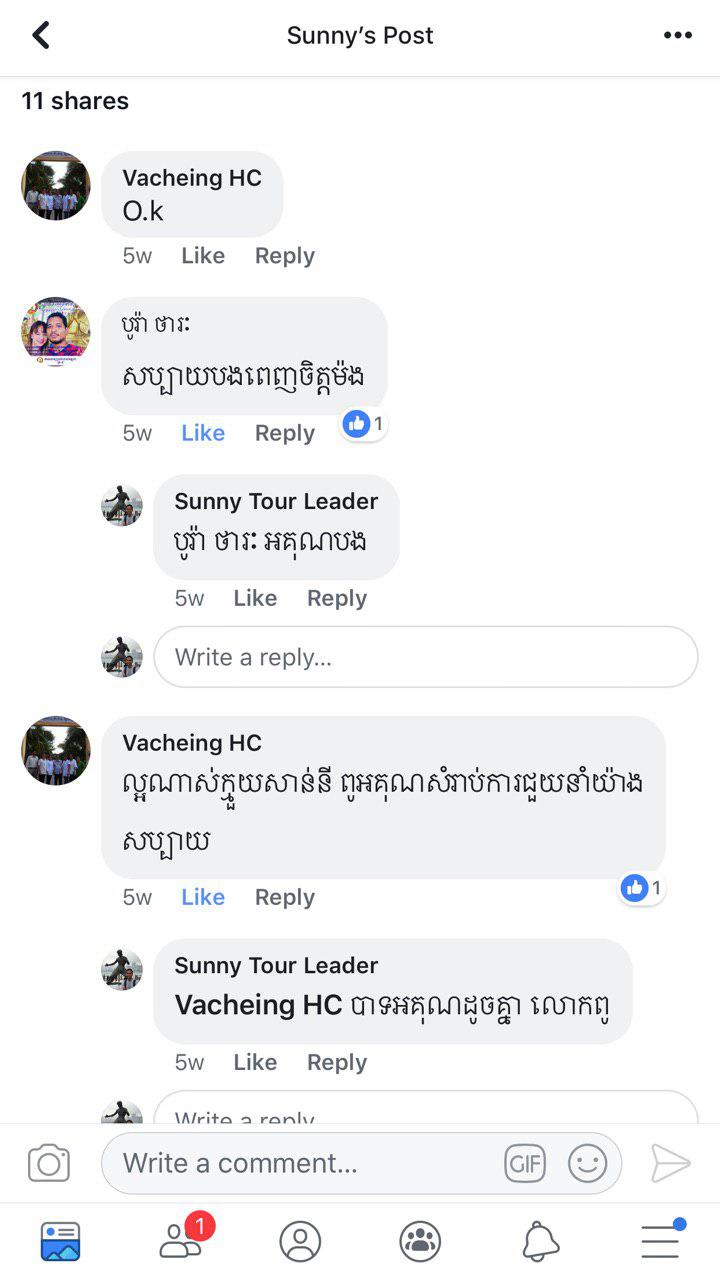 Sunny's Post
11 shares
Vacheing HC
O.k
5w Like Reply
បូរ៉ា ថារះ
សប្បាយបងពេញចិត្តម៉ង
5w Like Reply 1
Sunny Tour Leader
បូរ៉ា ថារះ អគុណបង
5w Like Reply
Write a reply...
Vacheing HC
ល្អណាស់ក្មួយសាន់នី ពូអគុណសំរាប់ការជួយនាំយ៉ាង
សប្បាយ
5w Like Reply 1
Sunny Tour Leader
Vacheing HC បាទអគុណដូចគ្នា លោកពូ
5w Like Reply
Write a reply
Write a comment...
GIF
1